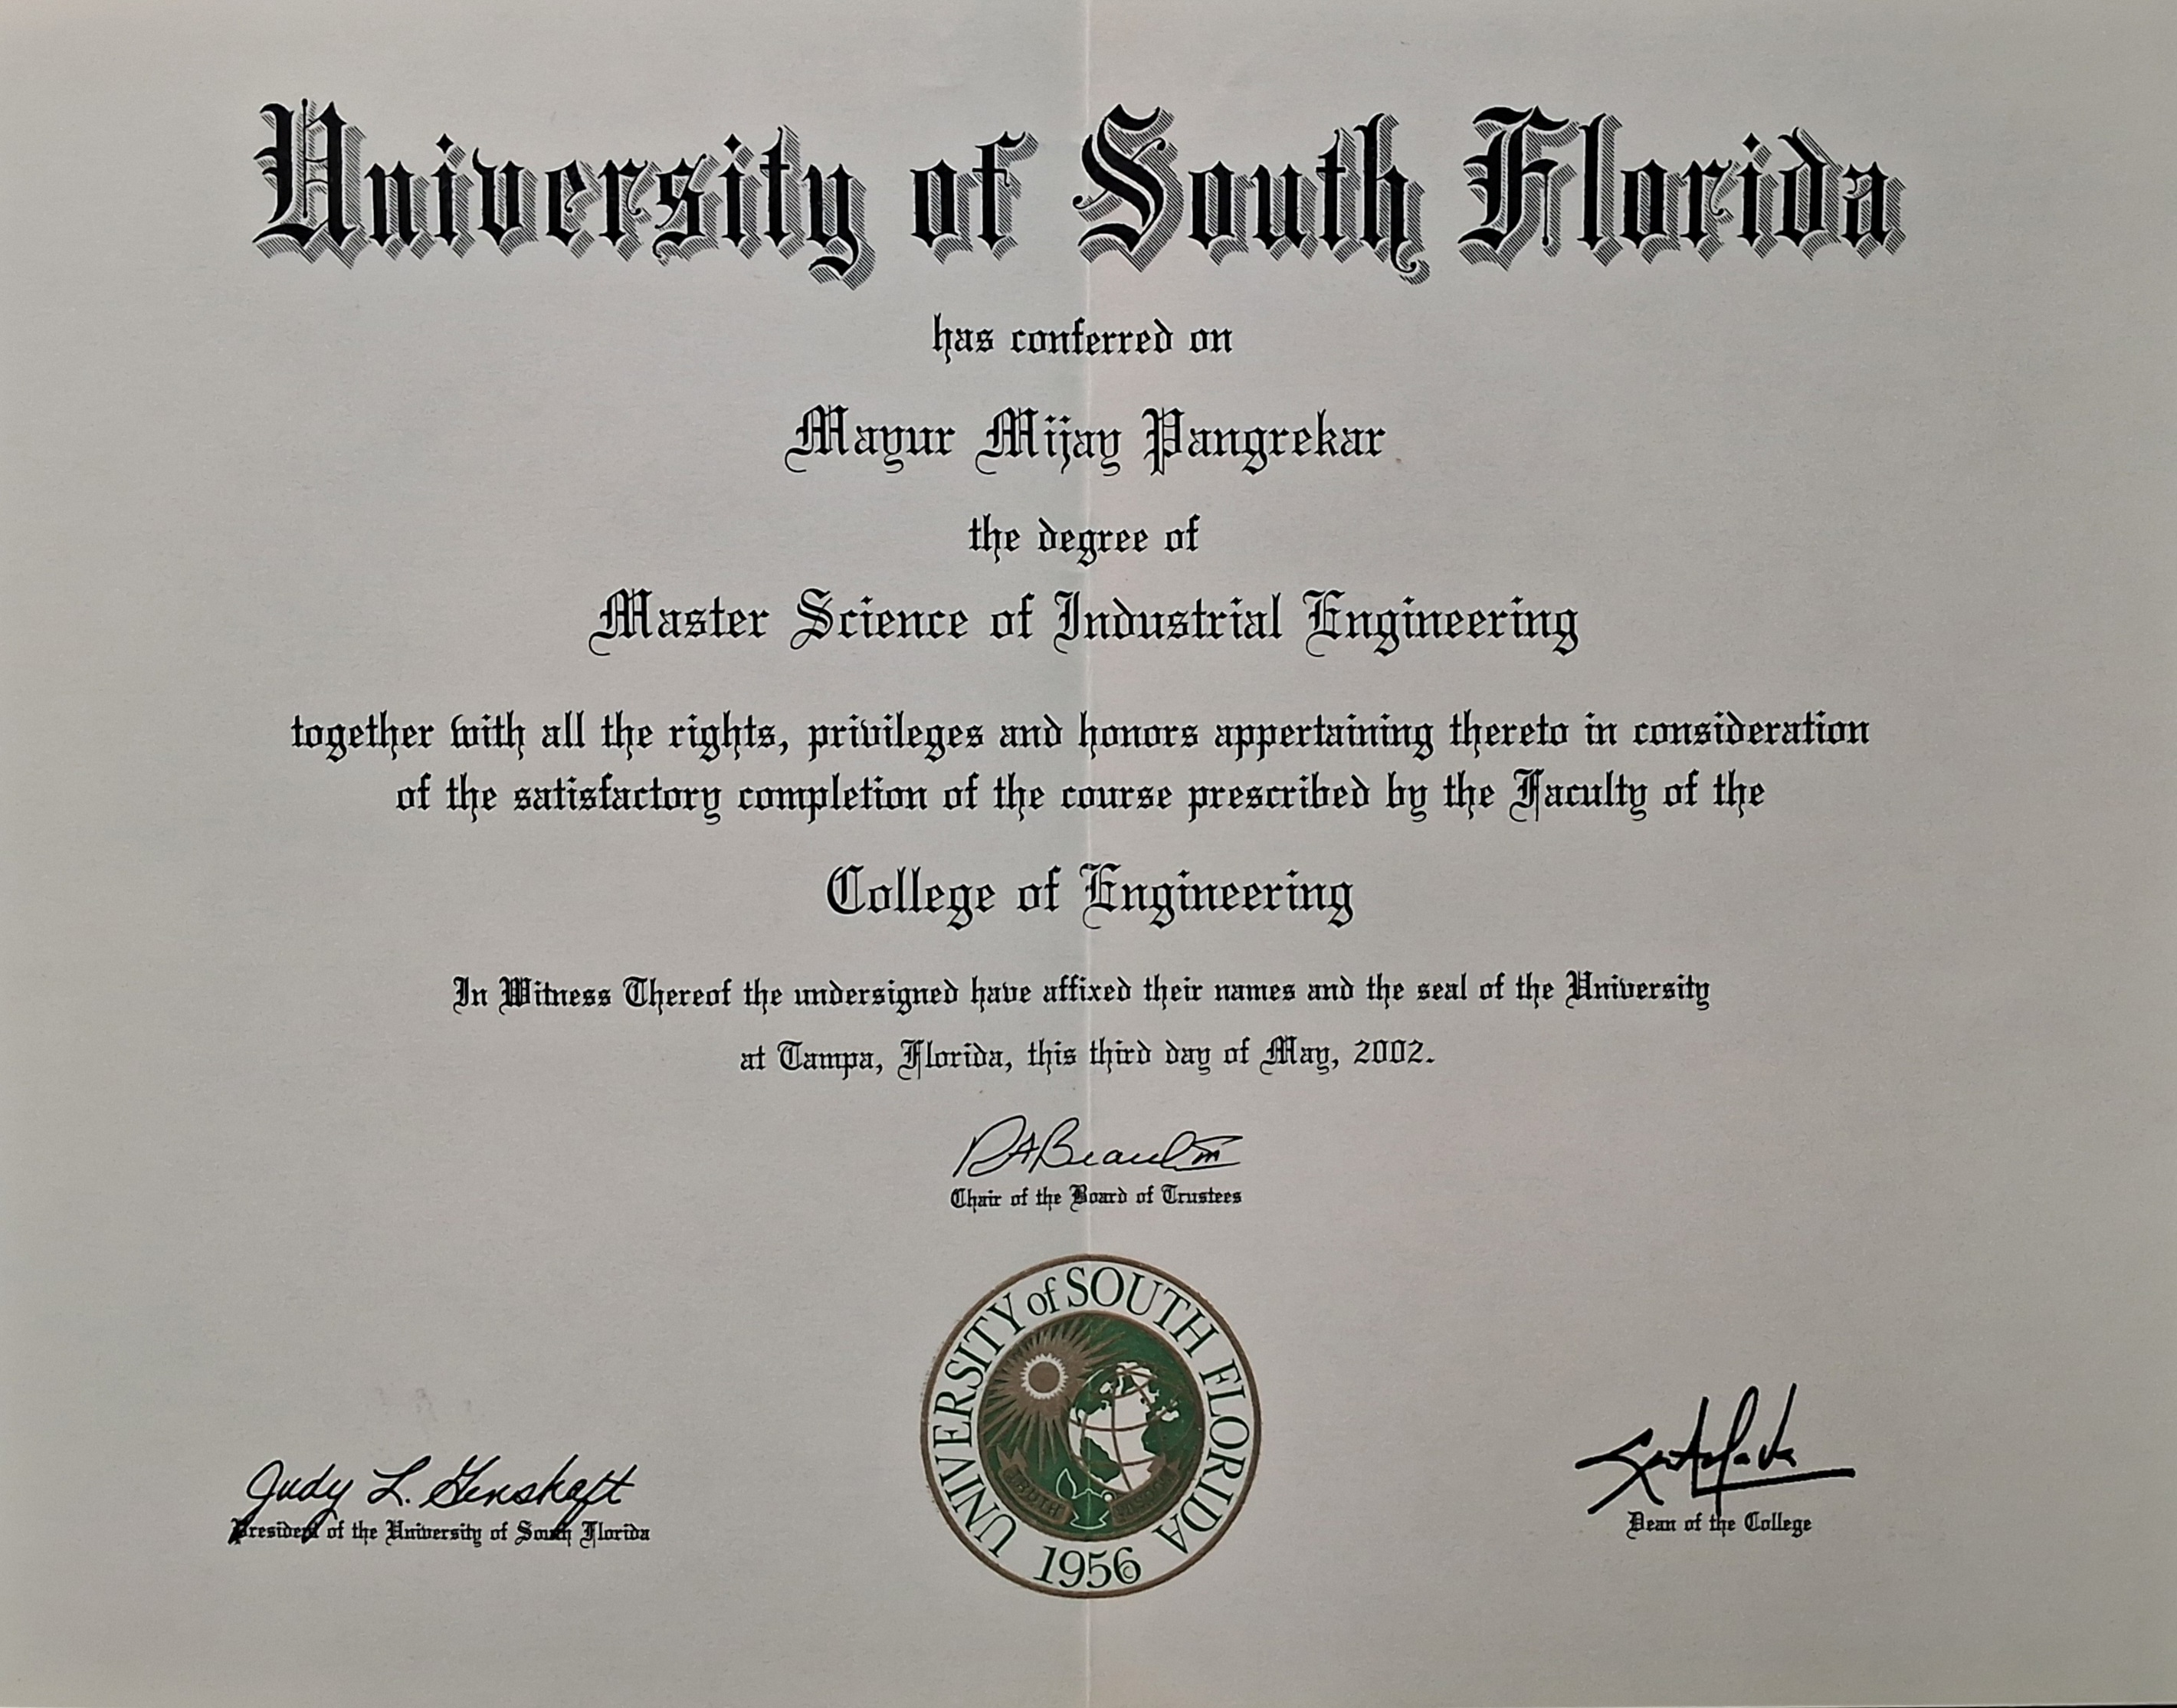 University of South Florida
has conferred on
Mayur Mijay Pangrekar
the degree of
Master Science of Industrial Engineering
together with all the rights, privileges and honors appertaining thereto in consideration
of the satisfactory completion of the course prescribed by the Faculty of the
College of Engineering
In Witness Thereof the undersigned have affixed their names and the seal of the University
at Tampa, Florida, this third day of May, 2002.
Chair of the Board of Trustees
UNIVERSITY of SOUTH FLORIDA
TRUTH WISDOM
1956
Judy L. Genshaft
President of the University of South Florida
Dean of the College